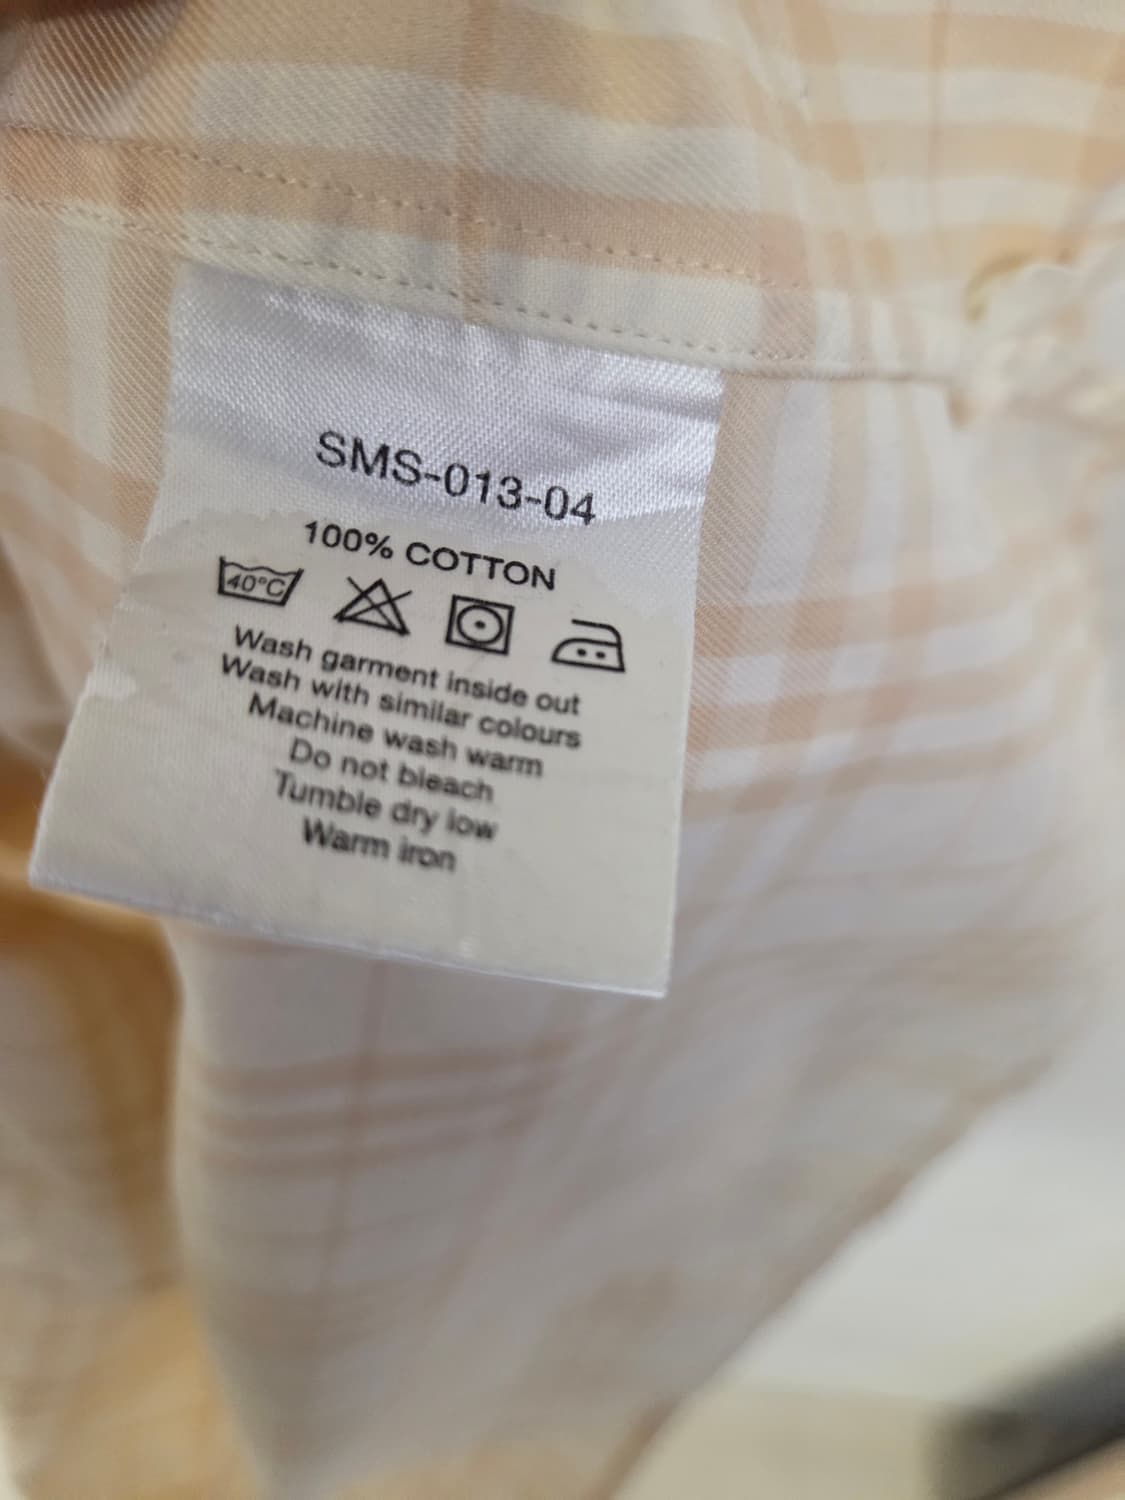 SMS-013-04
100% COTTON
40°C
Wash garment inside out
Wash with similar colours
Machine wash warm
Do not bleach
Tumble dry low
Warm iron